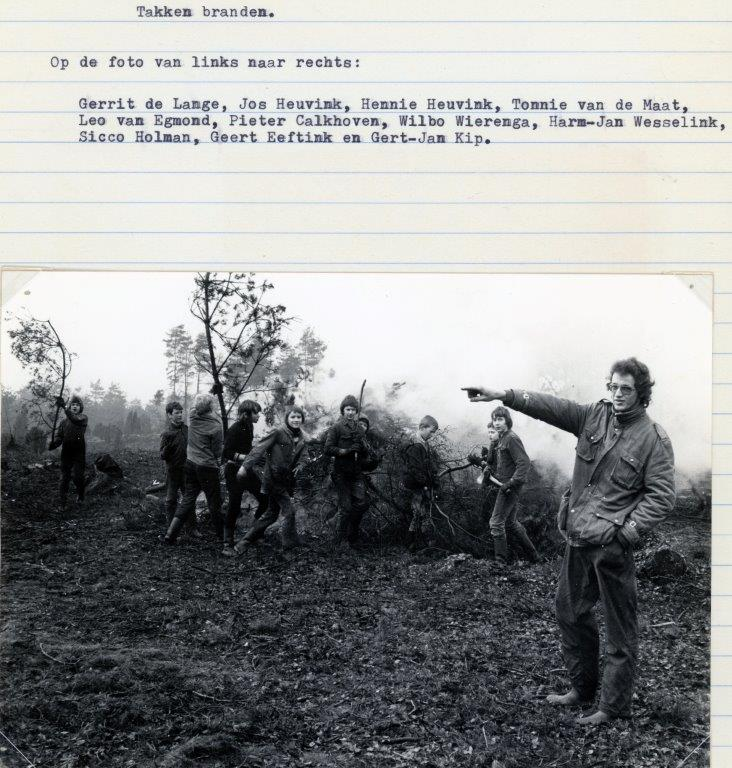 Takken branden.
Op de foto van links naar rechts:
Gerrit de Lange, Jos Heuvink, Hennie Heuvink, Tonnie van de Maat,
Leo van Egmond, Pieter Calkhoven, Wilbo Wierenga, Harm-Jan Wesselink,
Sicco Holman, Geert Eeftink en Gert-Jan Kip.